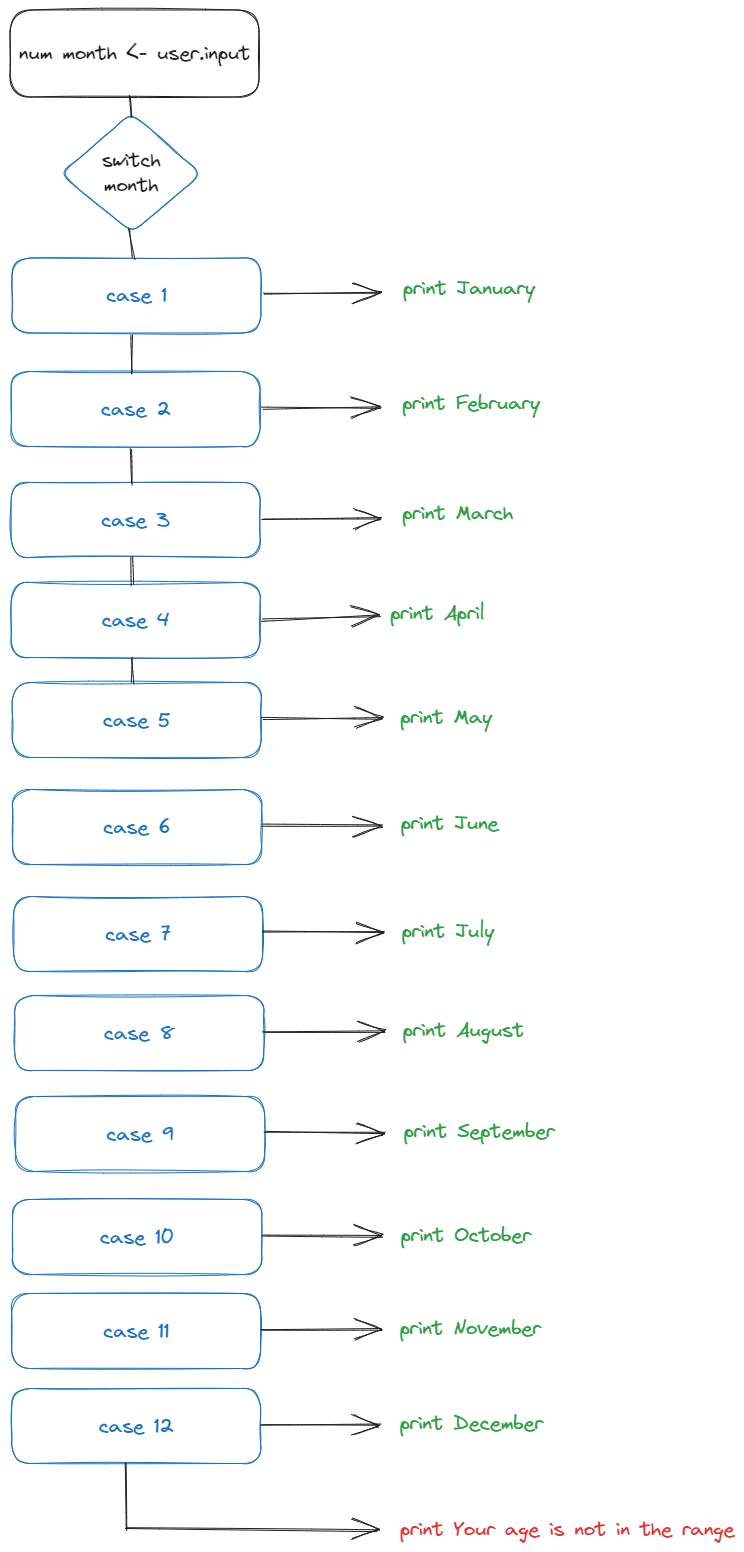 num month <- user.input
switch
month
case 1
print January
case 2
print February
case 3
print March
case 4
print April
case 5
print May
case 6
print June
case 7
print July
case 8
print August
case 9
print September
case 10
print October
case 11
print November
case 12
print December
print Your age is not in the range